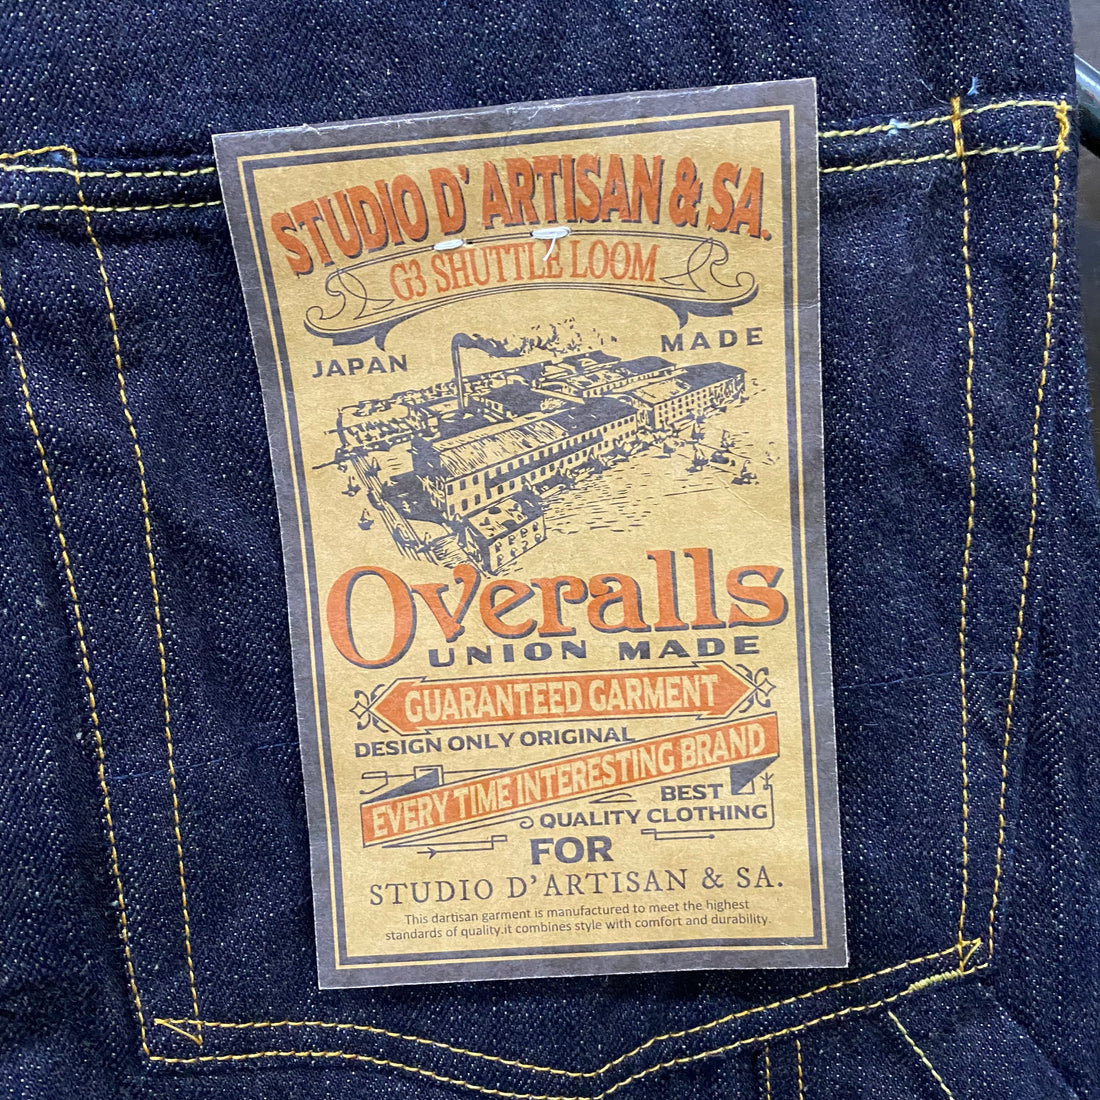 STUDIO D' ARTISAN & SA.
G3 SHUTTLE LOOM
JAPAN MADE
Overalls
UNION MADE
GUARANTEED GARMENT
DESIGN ONLY ORIGINAL
EVERY TIME INTERESTING BRAND
BEST
QUALITY CLOTHING
FOR
STUDIO D'ARTISAN & SA.
This dartisan garment is manufactured to meet the highest
standards of quality.it combines style with comfort and durability.